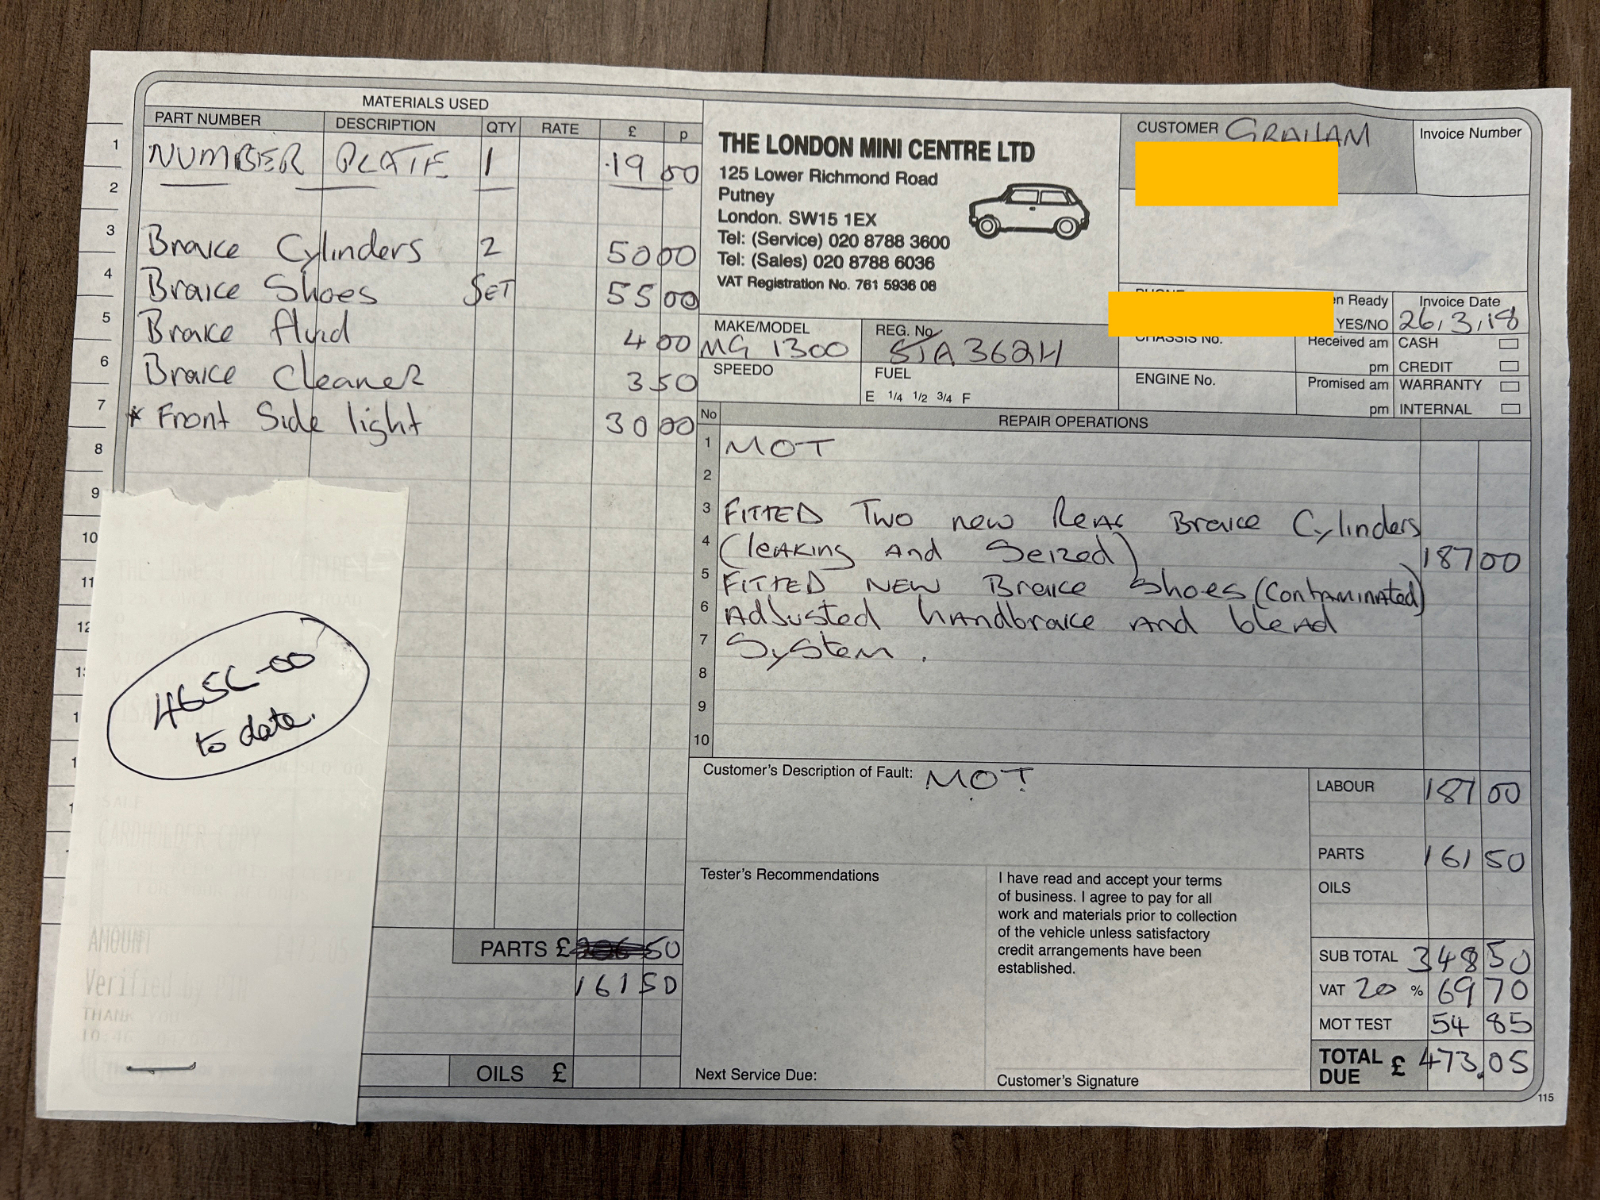 MATERIALS USED
PART NUMBER DESCRIPTION QTY RATE £ p
1 NUMBER PLATE 1 19 00
2
3 Brake Cylinders 2 50 00
4 Brake Shoes SET 55 00
5 Brake fluid 4 00
6 Brake Cleaner 3 50
7 * Front Side light 30 00
8
9
10
11
12
PARTS £ 50
161 50
OILS £
THE LONDON MINI CENTRE LTD
125 Lower Richmond Road
Putney
London. SW15 1EX
Tel: (Service) 020 8788 3600
Tel: (Sales) 020 8788 6036
VAT Registration No. 761 5936 08
CUSTOMER GRAHAM
Invoice Number
Invoice Date
26,3,18
MAKE/MODEL
MG 1300
REG. No
STA 362H
SPEEDO
FUEL
E 1/4 1/2 3/4 F
CHASSIS No.
ENGINE No.
n Ready
YES/NO
Received am
pm
Promised am
pm
CASH
CREDIT
WARRANTY
INTERNAL
No REPAIR OPERATIONS
1 MOT
2
3 FITTED Two new Rear Brake Cylinders
4 (leaking and Seized) 187 00
5 FITTED NEW Brake Shoes (Contaminated)
6 Adjusted handbrake and blead
7 System.
8
9
10
Customer's Description of Fault: MOT
Tester's Recommendations
Next Service Due:
I have read and accept your terms
of business. I agree to pay for all
work and materials prior to collection
of the vehicle unless satisfactory
credit arrangements have been
established.
Customer's Signature
LABOUR 187 00
PARTS 161 50
OILS
SUB TOTAL 348 50
VAT 20 % 69 70
MOT TEST 54 85
TOTAL DUE £ 473.05
115
to date.
CARDHOLDER COPY
AMOUNT
Verified by PIN
THANK YOU